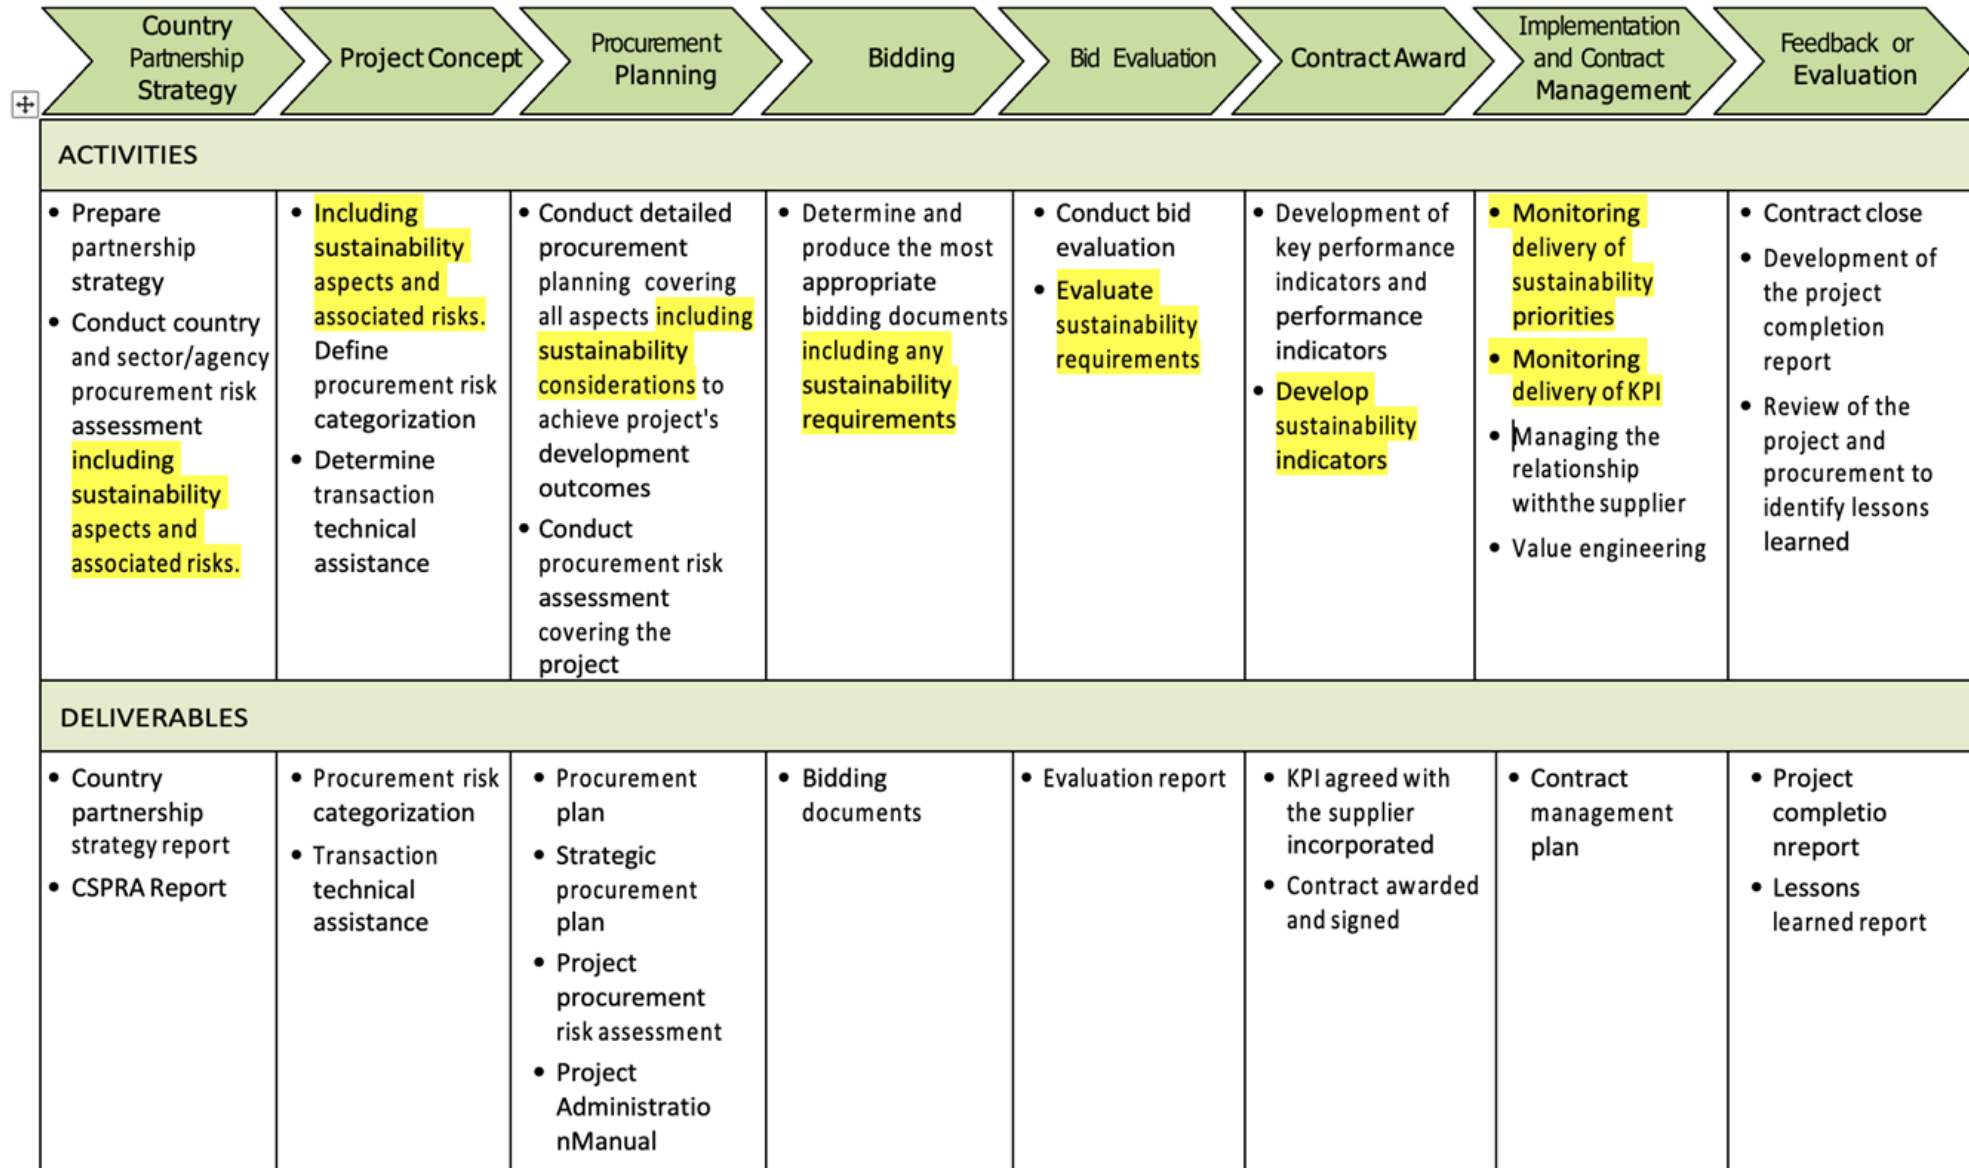 Country
Partnership
Strategy
Project Concept
Procurement
Planning
Bidding
Bid Evaluation
Contract Award
Implementation
and Contract
Management
Feedback or
Evaluation
ACTIVITIES
• Prepare
partnership
strategy
• Conduct country
and sector/agency
procurement risk
assessment
including
sustainability
aspects and
associated risks.
• Including
sustainability
aspects and
associated risks.
Define
procurement risk
categorization
• Determine
transaction
technical
assistance
• Conduct detailed
procurement
planning covering
all aspects including
sustainability
considerations to
achieve project's
development
outcomes
• Conduct
procurement risk
assessment
covering the
project
• Determine and
produce the most
appropriate
bidding documents
including any
sustainability
requirements
• Conduct bid
evaluation
• Evaluate
sustainability
requirements
• Development of
key performance
indicators and
performance
indicators
• Develop
sustainability
indicators
• Monitoring
delivery of
sustainability
priorities
• Monitoring
delivery of KPI
• Managing the
relationship
withthe supplier
• Value engineering
• Contract close
• Development of
the project
completion
report
• Review of the
project and
procurement to
identify lessons
learned
DELIVERABLES
• Country
partnership
strategy report
• CSPRA Report
• Procurement risk
categorization
• Transaction
technical
assistance
• Procurement
plan
• Strategic
procurement
plan
• Project
procurement
risk assessment
• Project
Administratio
nManual
• Bidding
documents
• Evaluation report
• KPI agreed with
the supplier
incorporated
• Contract awarded
and signed
• Contract
management
plan
• Project
completio
nreport
• Lessons
learned report